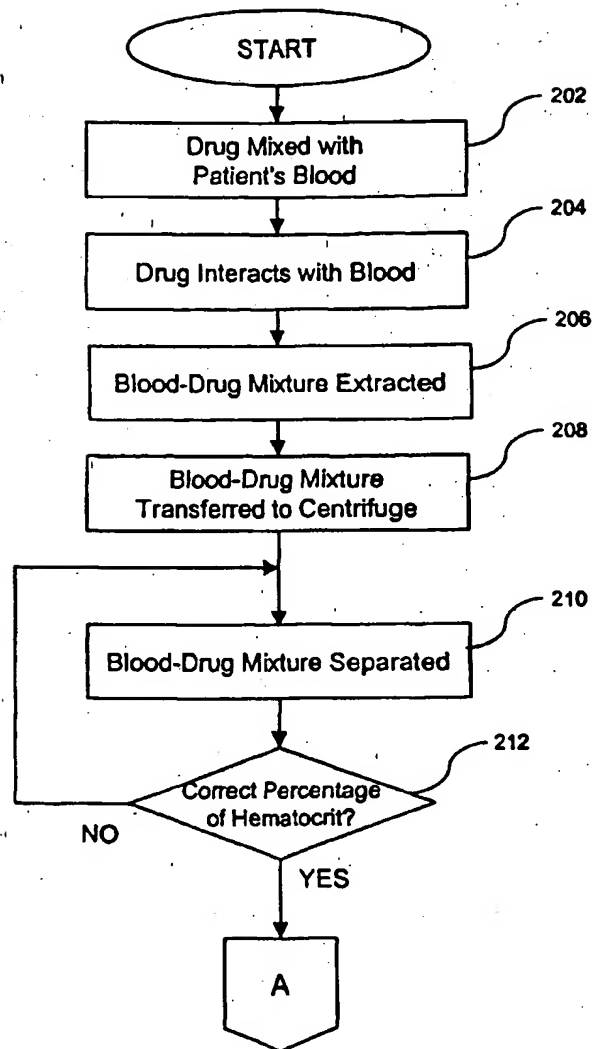 START
202
Drug Mixed with
Patient's Blood
204
Drug Interacts with Blood
206
Blood-Drug Mixture Extracted
208
Blood-Drug Mixture
Transferred to Centrifuge
210
Blood-Drug Mixture Separated
212
Correct Percentage
of Hematocrit?
NO
YES
A